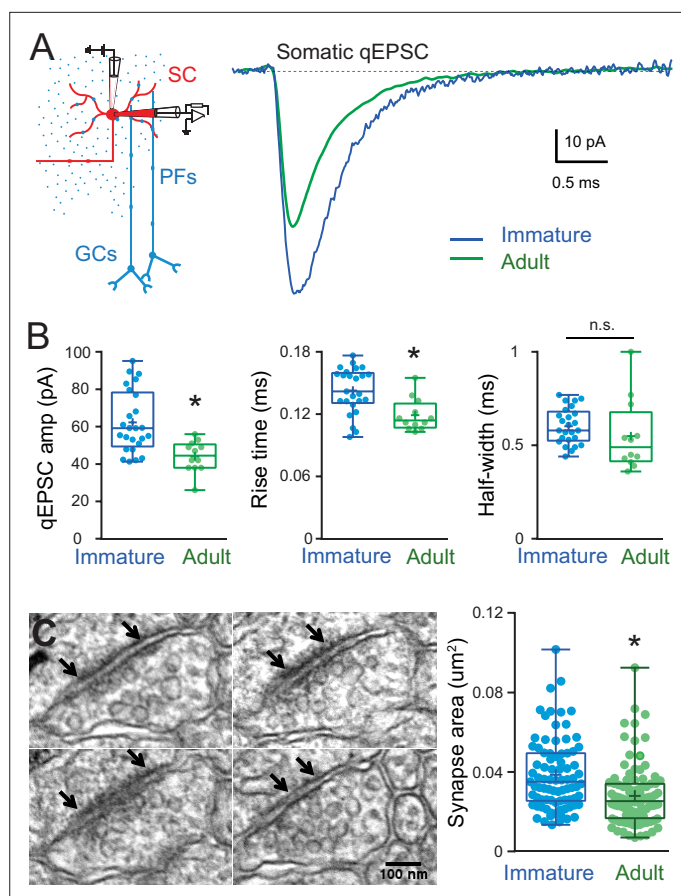 A
SC
PFs
GCs
Somatic qEPSC
10 pA
0.5 ms
Immature
Adult
B
qEPSC amp (pA)
100
80
60
40
20
0
*
Immature
Adult
Rise time (ms)
0.18
0.12
0.06
*
Immature
Adult
Half-width (ms)
1
0.5
0
n.s.
Immature
Adult
C
100 nm
Synapse area (um²)
0.12
0.08
0.04
0
*
Immature
Adult